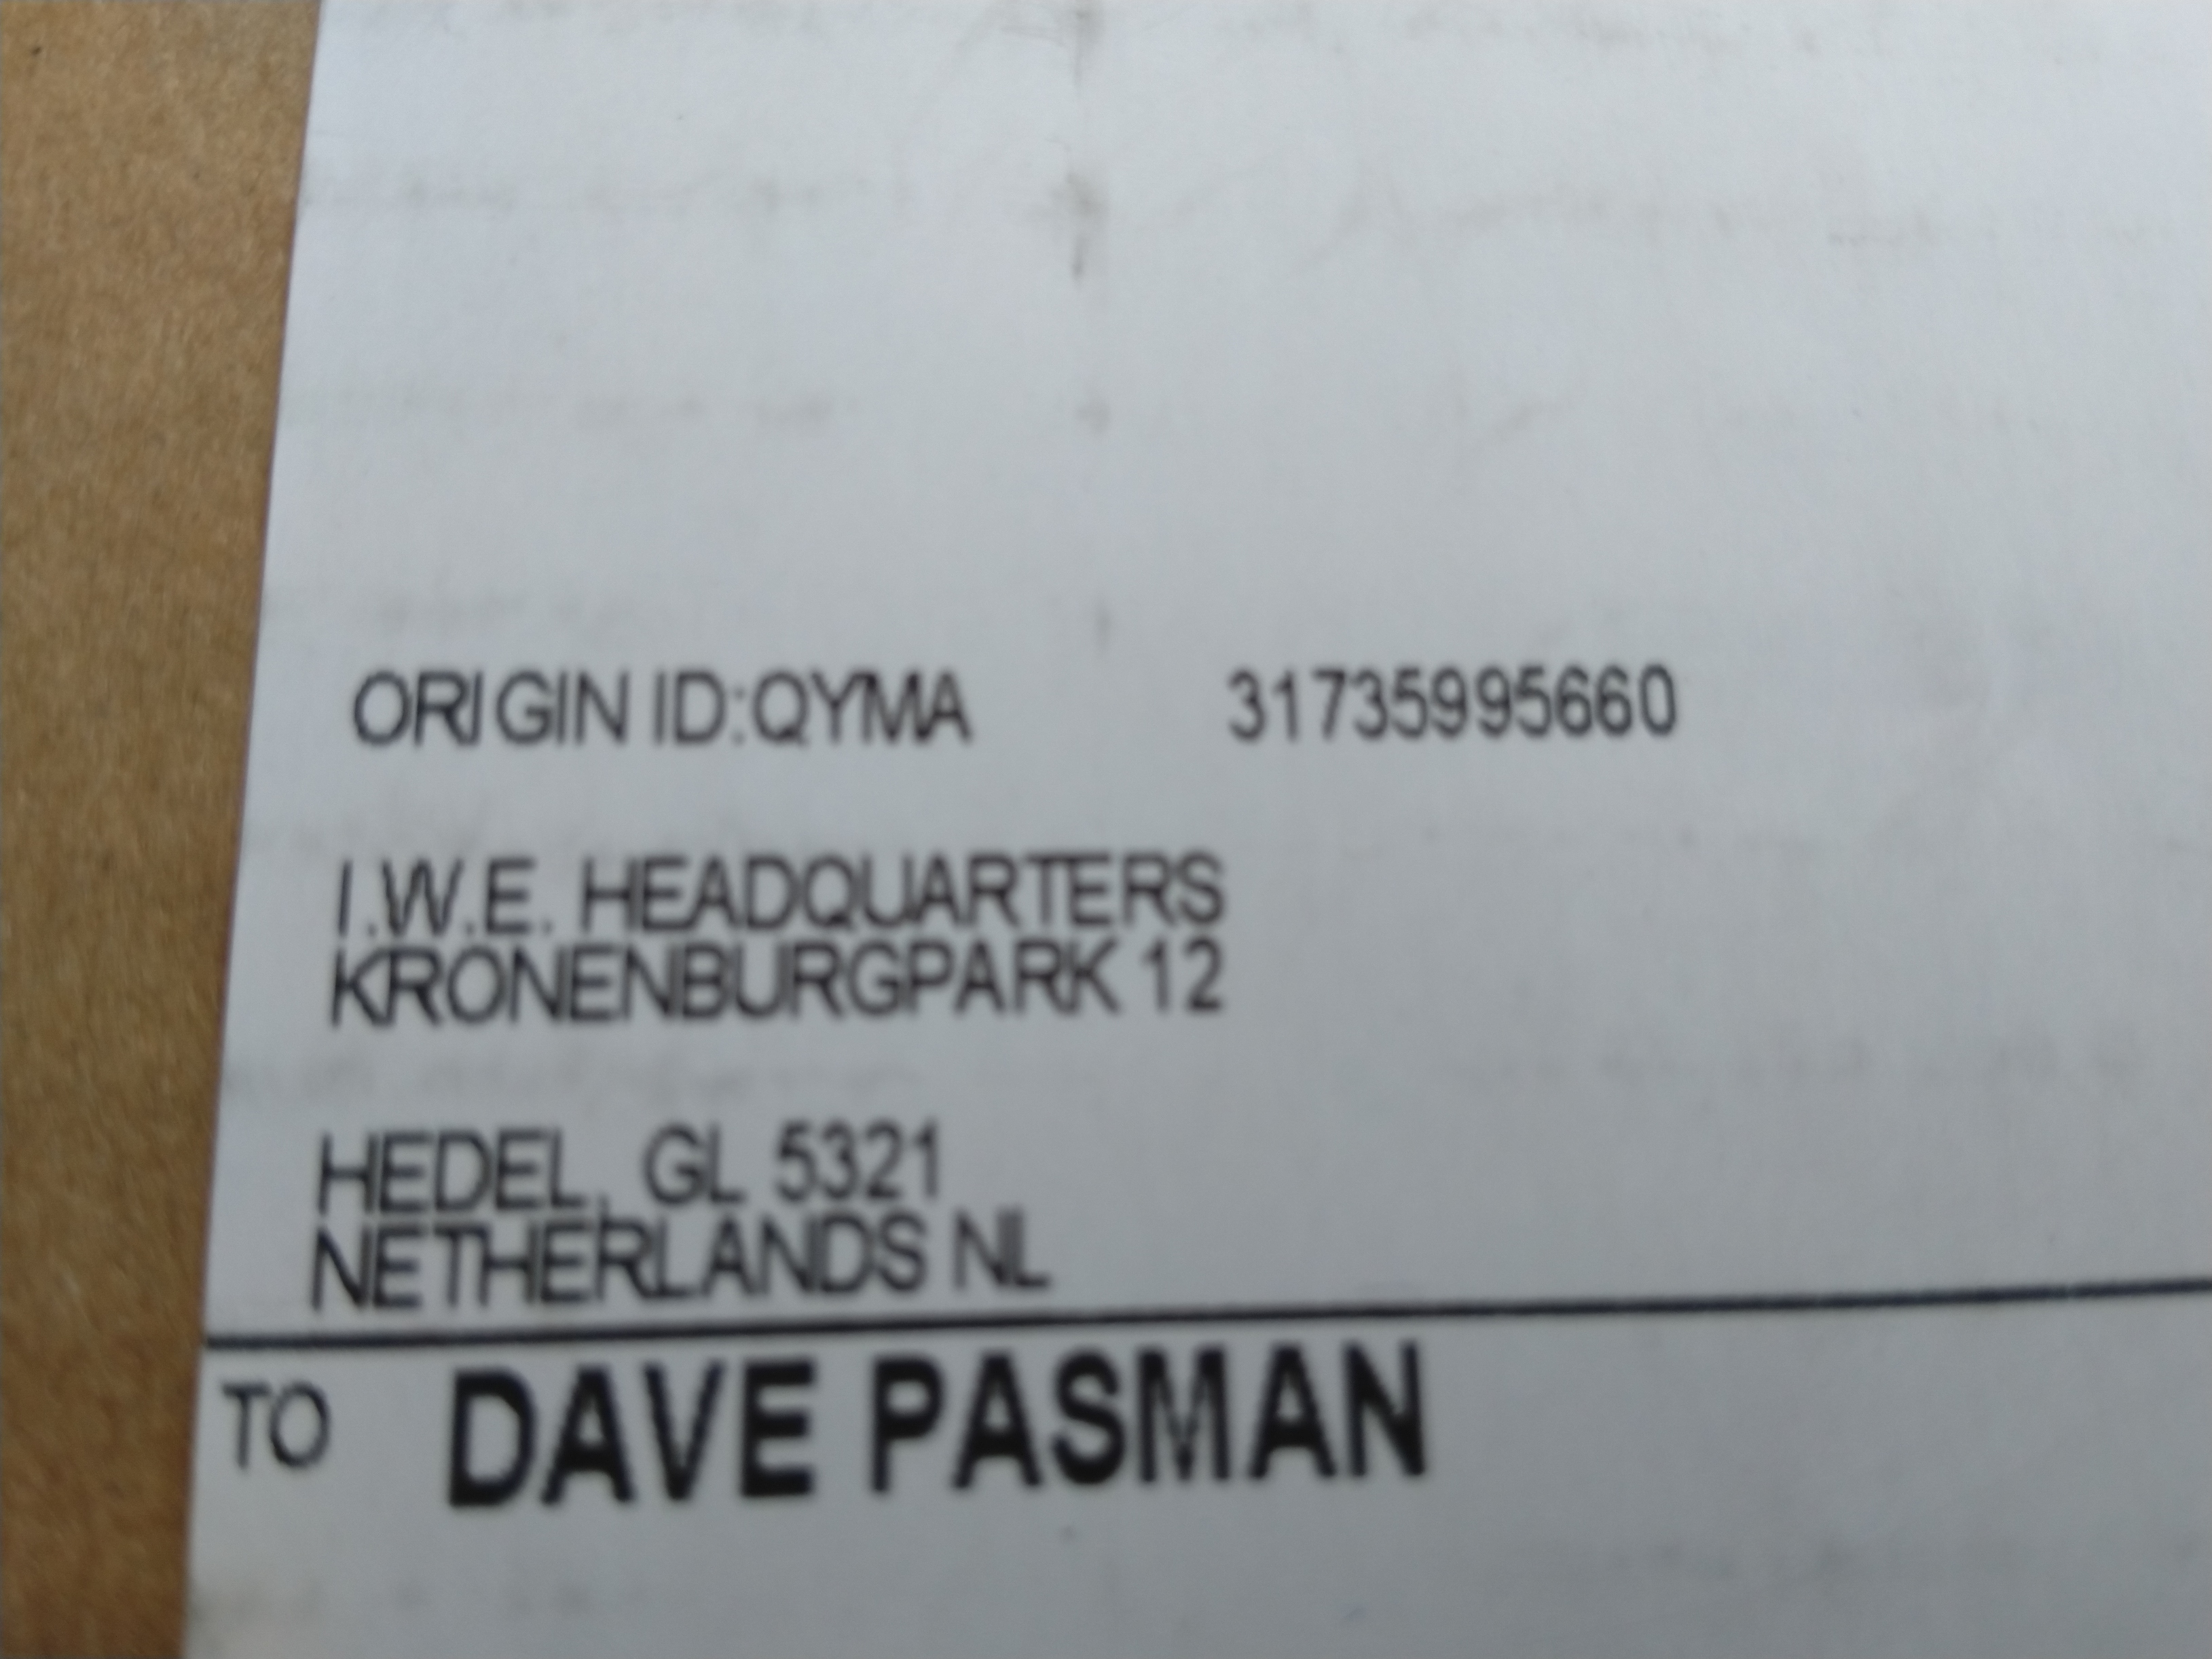 ORIGIN ID:QYMA 31735995660
I.W.E. HEADQUARTERS
KRONENBURGPARK 12
HEDEL, GL 5321
NETHERLANDS NL
TO DAVE PASMAN